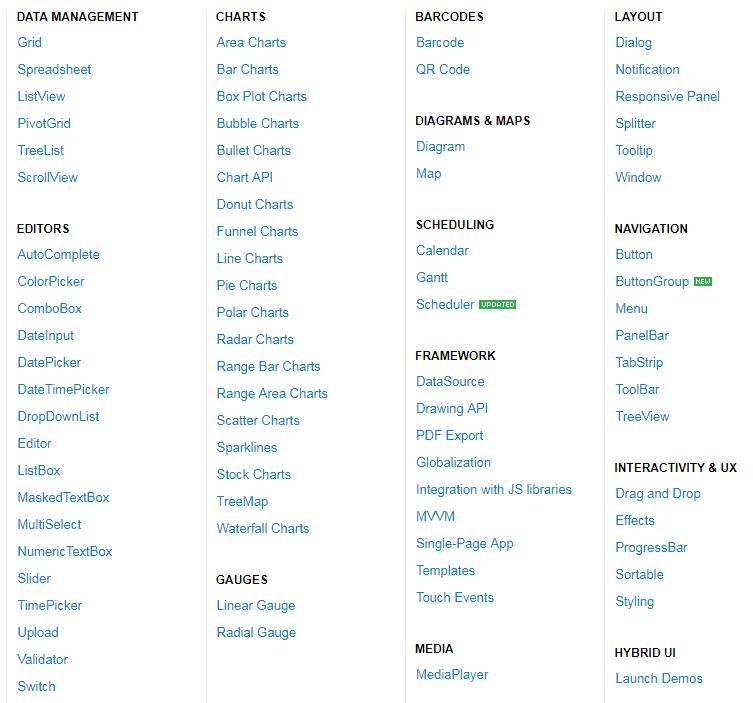 DATA MANAGEMENT
Grid
Spreadsheet
ListView
PivotGrid
TreeList
ScrollView
EDITORS
AutoComplete
ColorPicker
ComboBox
DateInput
DatePicker
DateTimePicker
DropDownList
Editor
ListBox
MaskedTextBox
MultiSelect
NumericTextBox
Slider
TimePicker
Upload
Validator
Switch
CHARTS
Area Charts
Bar Charts
Box Plot Charts
Bubble Charts
Bullet Charts
Chart API
Donut Charts
Funnel Charts
Line Charts
Pie Charts
Polar Charts
Radar Charts
Range Bar Charts
Range Area Charts
Scatter Charts
Sparklines
Stock Charts
TreeMap
Waterfall Charts
GAUGES
Linear Gauge
Radial Gauge
BARCODES
Barcode
QR Code
DIAGRAMS & MAPS
Diagram
Map
SCHEDULING
Calendar
Gantt
Scheduler UPDATED
FRAMEWORK
DataSource
Drawing API
PDF Export
Globalization
Integration with JS libraries
MVVM
Single-Page App
Templates
Touch Events
MEDIA
MediaPlayer
LAYOUT
Dialog
Notification
Responsive Panel
Splitter
Tooltip
Window
NAVIGATION
Button
ButtonGroup NEW
Menu
PanelBar
TabStrip
ToolBar
TreeView
INTERACTIVITY & UX
Drag and Drop
Effects
ProgressBar
Sortable
Styling
HYBRID UI
Launch Demos